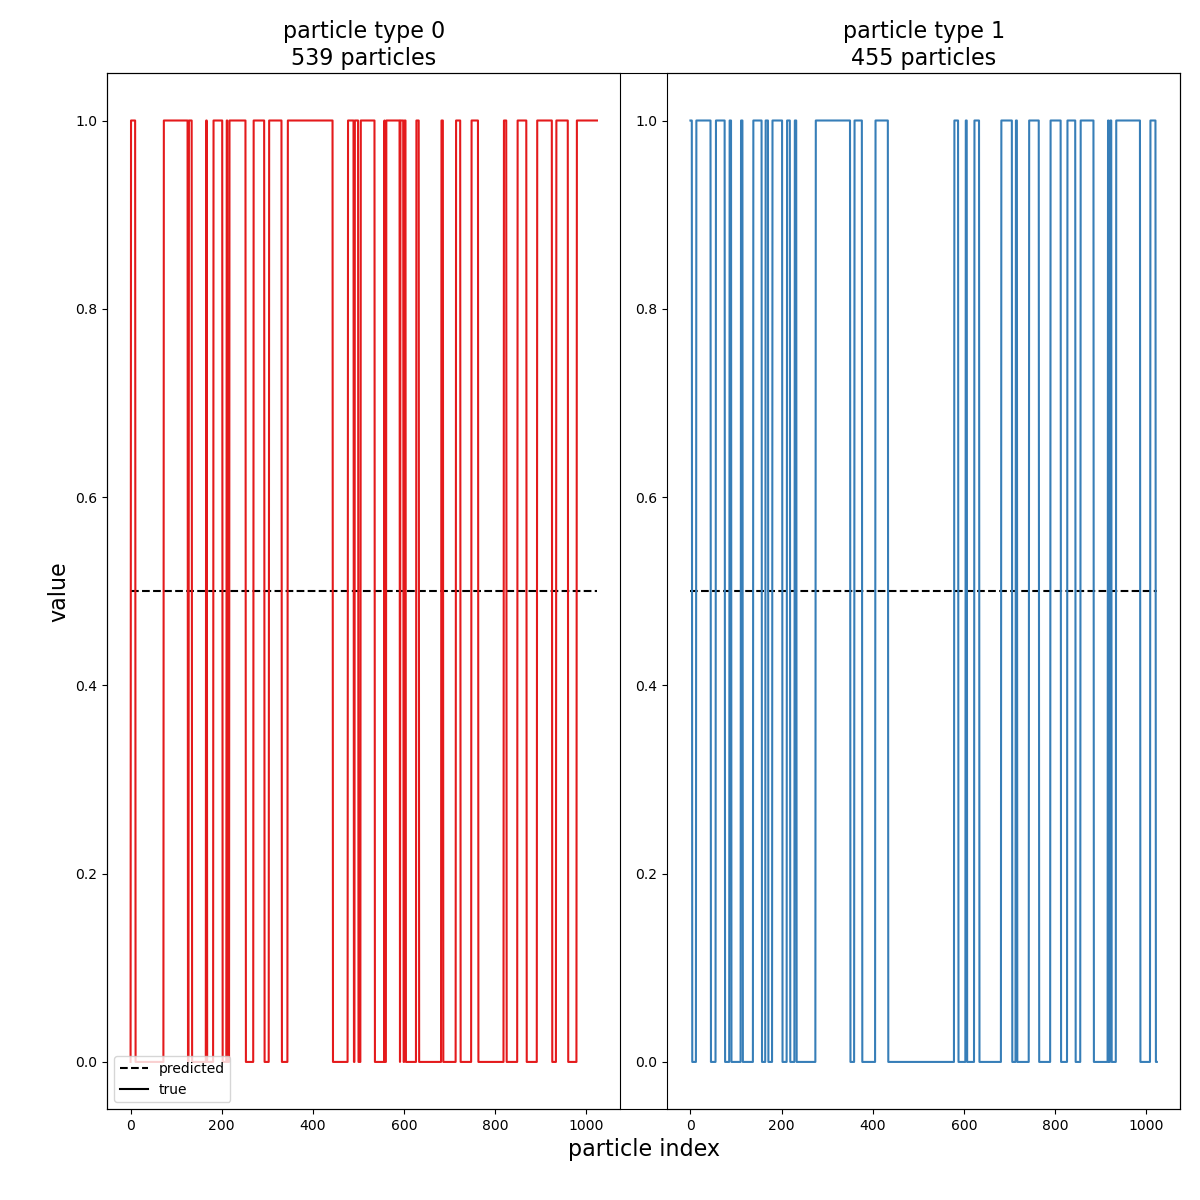 particle type 0
539 particles
particle type 1
455 particles
value
1.0
0.8
0.6
0.4
0.2
0.0
1.0
0.8
0.6
0.4
0.2
0.0
predicted
true
0 200 400 600 800 1000
0 200 400 600 800 1000
particle index